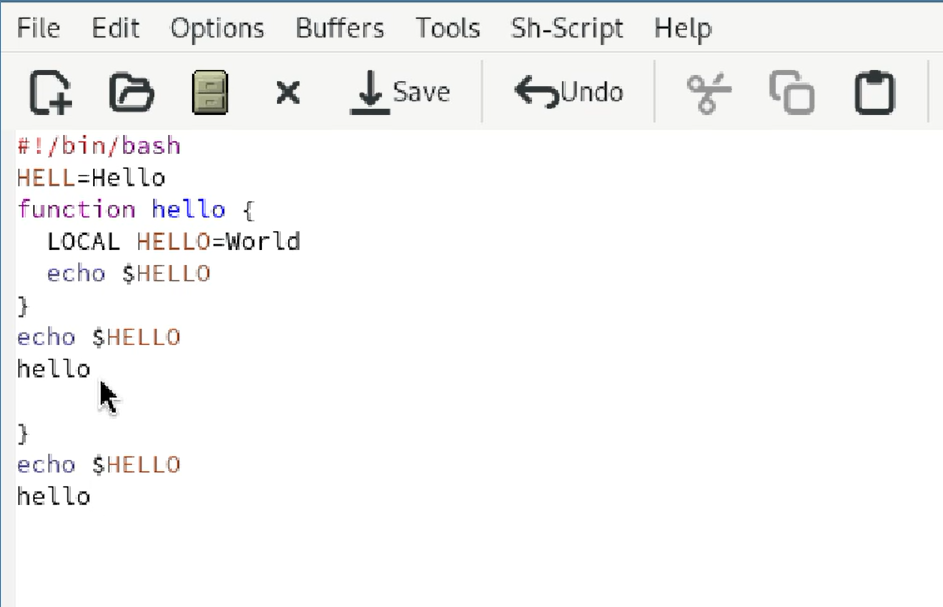 File Edit Options Buffers Tools Sh-Script Help
Save Undo
#!/bin/bash
HELL=Hello
function hello {
  LOCAL HELLO=World
  echo $HELLO
}
echo $HELLO
hello
}
echo $HELLO
hello